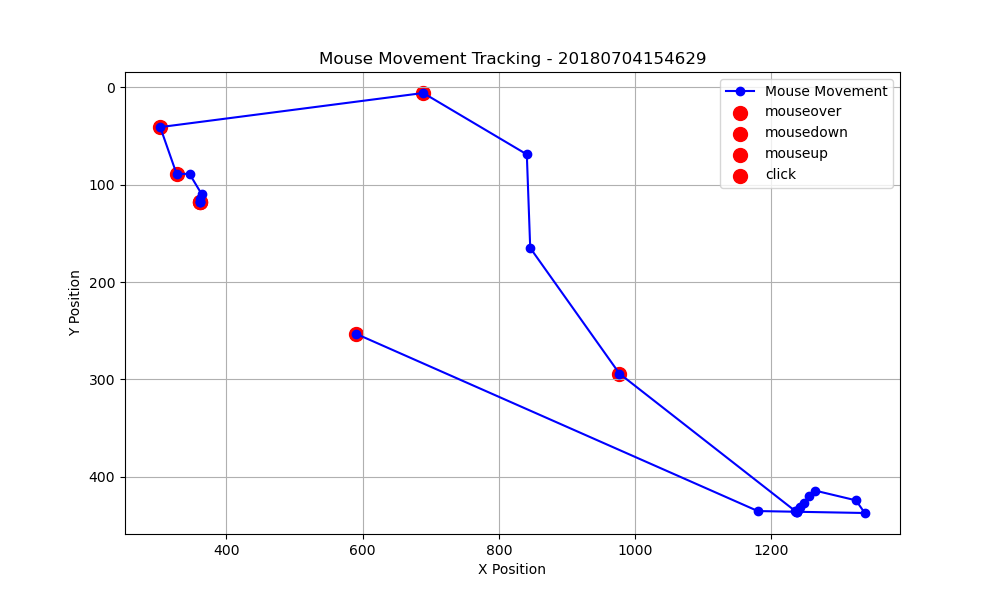 Mouse Movement Tracking - 20180704154629
Mouse Movement
mouseover
mousedown
mouseup
click
0
100
200
300
400
Y Position
400
600
800
1000
1200
X Position